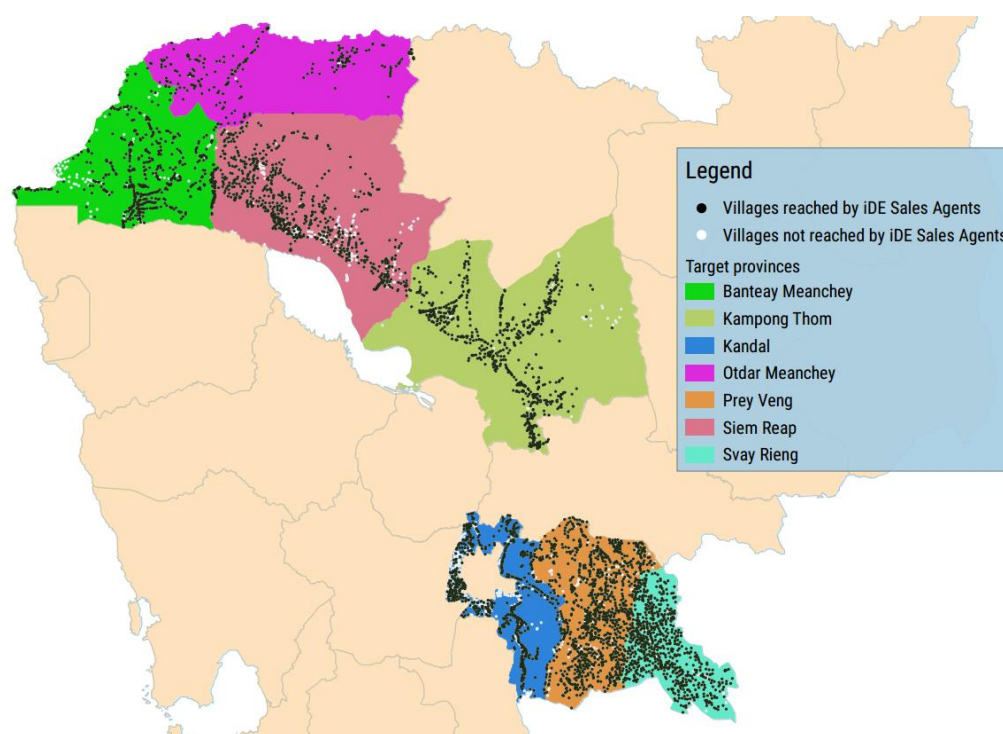 Legend
Villages reached by iDE Sales Agents
Villages not reached by iDE Sales Agents
Target provinces
Banteay Meanchey
Kampong Thom
Kandal
Otdar Meanchey
Prey Veng
Siem Reap
Svay Rieng